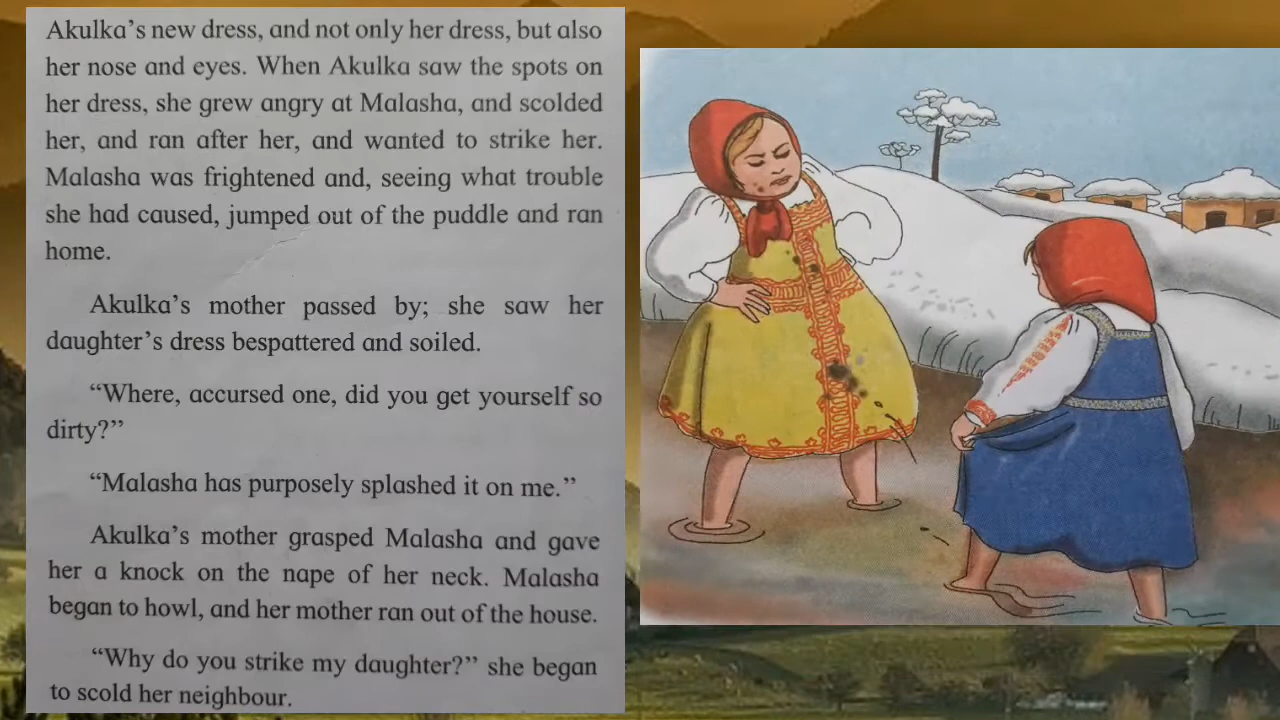 Akulka’s new dress, and not only her dress, but also
her nose and eyes. When Akulka saw the spots on
her dress, she grew angry at Malasha, and scolded
her, and ran after her, and wanted to strike her.
Malasha was frightened and, seeing what trouble
she had caused, jumped out of the puddle and ran
home.
Akulka’s mother passed by; she saw her
daughter’s dress bespattered and soiled.
“Where, accursed one, did you get yourself so
dirty?”
“Malasha has purposely splashed it on me.”
Akulka’s mother grasped Malasha and gave
her a knock on the nape of her neck. Malasha
began to howl, and her mother ran out of the house.
“Why do you strike my daughter?” she began
to scold her neighbour.